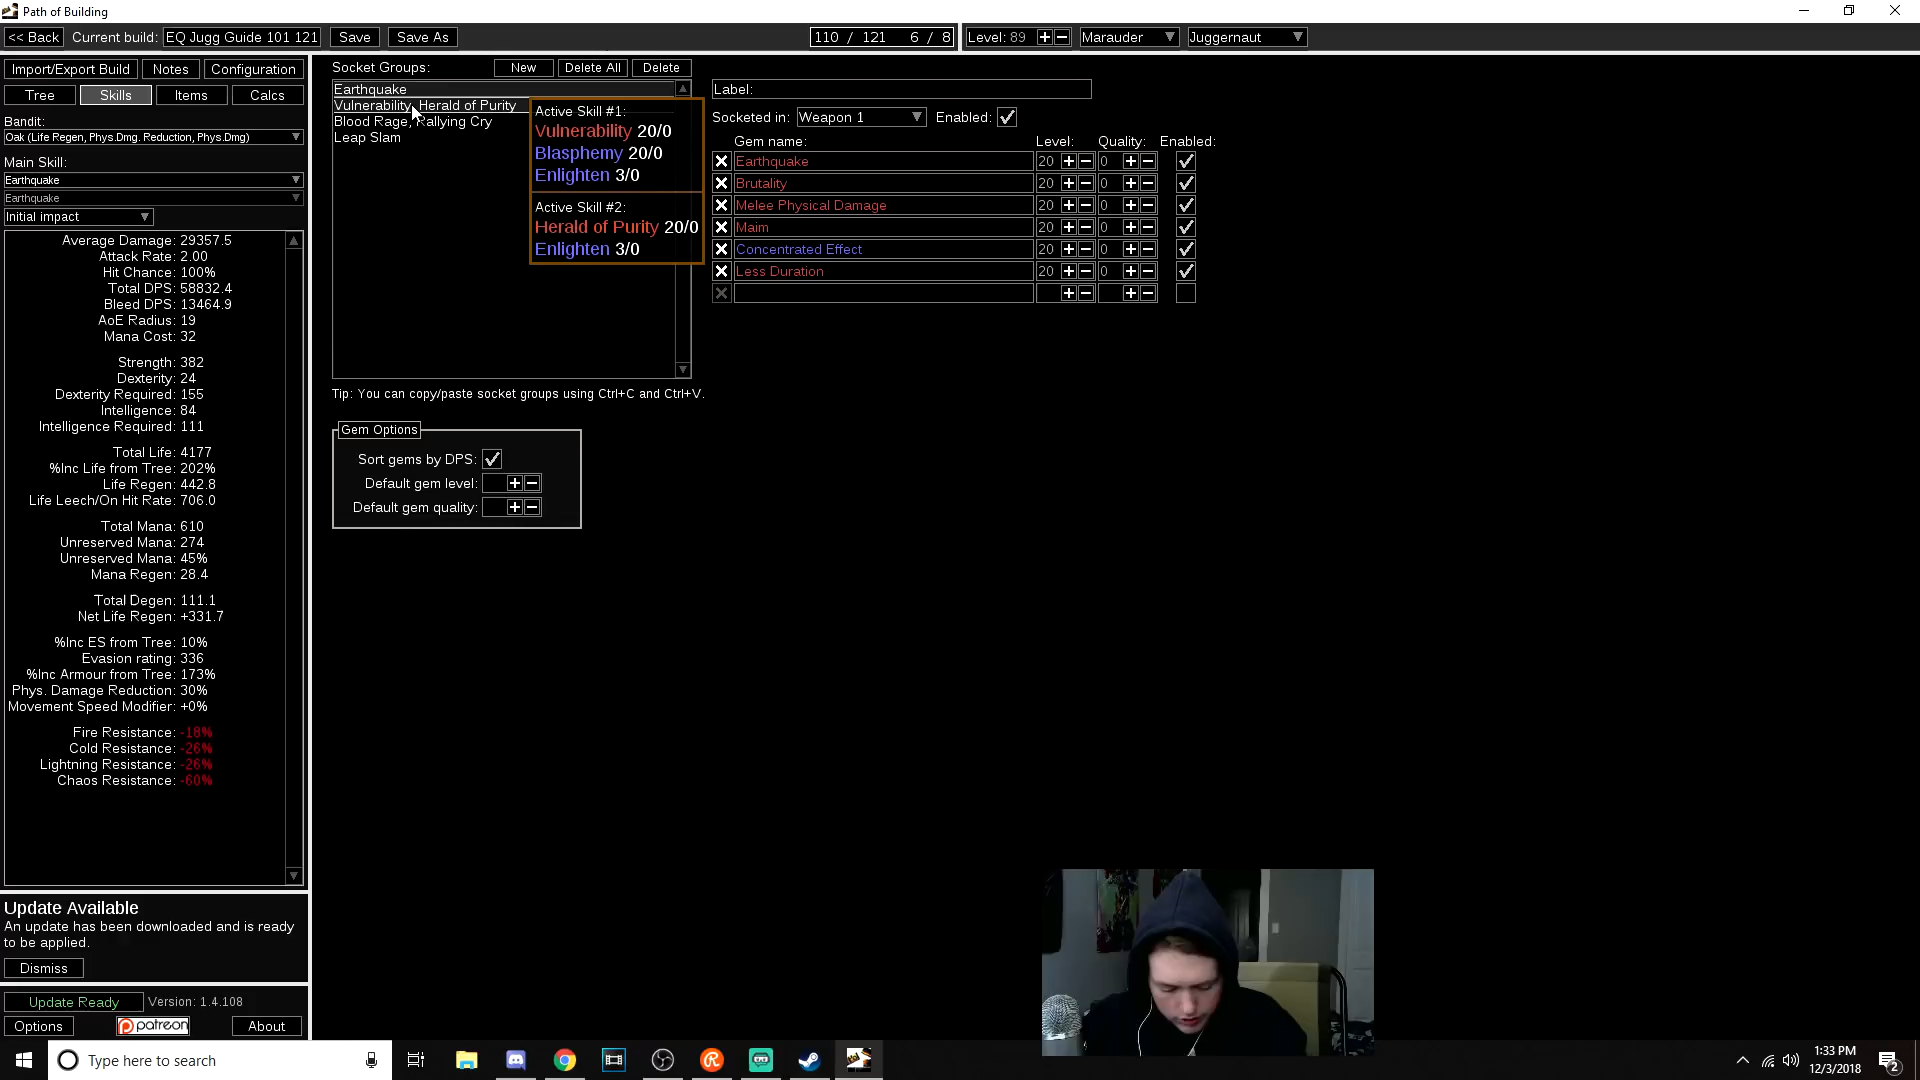 Path of Building
<< Back Current build: EQ Jugg Guide 101 121 Save Save As 110 / 121 6 / 8 Level: 89 Marauder Juggernaut
Import/Export Build Notes Configuration
Tree Skills Items Calcs
Bandit:
Oak (Life Regen, Phys.Dmg. Reduction, Phys.Dmg)
Main Skill:
Earthquake
Earthquake
Initial impact
Average Damage: 29357.5
Attack Rate: 2.00
Hit Chance: 100%
Total DPS: 58832.4
Bleed DPS: 13464.9
AoE Radius: 19
Mana Cost: 32
Strength: 382
Dexterity: 24
Dexterity Required: 155
Intelligence: 84
Intelligence Required: 111
Total Life: 4177
%Inc Life from Tree: 202%
Life Regen: 442.8
Life Leech/On Hit Rate: 706.0
Total Mana: 610
Unreserved Mana: 274
Unreserved Mana: 45%
Mana Regen: 28.4
Total Degen: 111.1
Net Life Regen: +331.7
%Inc ES from Tree: 10%
Evasion rating: 336
%Inc Armour from Tree: 173%
Phys. Damage Reduction: 30%
Movement Speed Modifier: +0%
Fire Resistance: -18%
Cold Resistance: -26%
Lightning Resistance: -26%
Chaos Resistance: -60%
Update Available
An update has been downloaded and is ready
to be applied.
Dismiss
Update Ready Version: 1.4.108
Options patreon About
Socket Groups: New Delete All Delete
Earthquake
Vulnerability, Herald of Purity
Blood Rage, Rallying Cry
Leap Slam
Active Skill #1:
Vulnerability 20/0
Blasphemy 20/0
Enlighten 3/0
Active Skill #2:
Herald of Purity 20/0
Enlighten 3/0
Tip: You can copy/paste socket groups using Ctrl+C and Ctrl+V.
Gem Options
Sort gems by DPS:
Default gem level:
Default gem quality:
Label:
Socketed in: Weapon 1 Enabled:
Gem name: Level: Quality: Enabled:
Earthquake 20 0
Brutality 20 0
Melee Physical Damage 20 0
Maim 20 0
Concentrated Effect 20 0
Less Duration 20 0
Type here to search
1:33 PM
12/3/2018
2